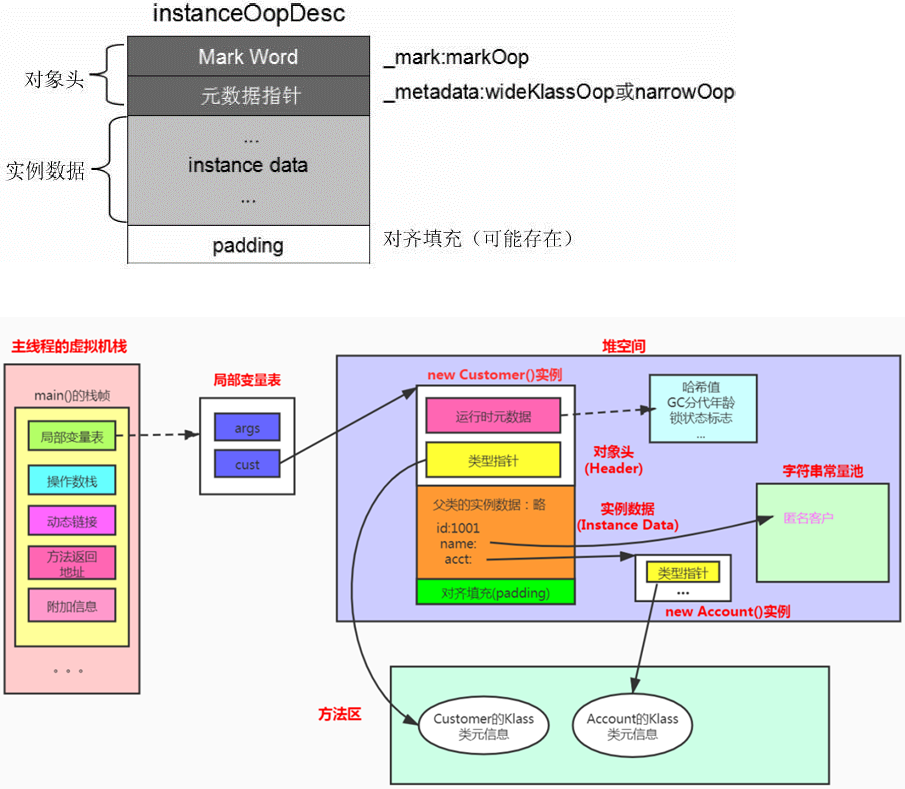 instanceOopDesc
对象头
Mark Word
_mark:markOop
元数据指针
_metadata:wideKlassOop或narrowOop
实例数据
...
instance data
...
padding
对齐填充（可能存在）
主线程的虚拟机栈
main()的栈帧
局部变量表
操作数栈
动态链接
方法返回
地址
附加信息
。。。
局部变量表
args
cust
堆空间
new Customer()实例
运行时元数据
类型指针
对象头
(Header)
哈希值
GC分代年龄
锁状态标志
...
父类的实例数据：略
id:1001
name:
acct:
对齐填充(padding)
实例数据
(Instance Data)
字符串常量池
匿名客户
类型指针
...
new Account()实例
方法区
Customer的Klass
类元信息
Account的Klass
类元信息